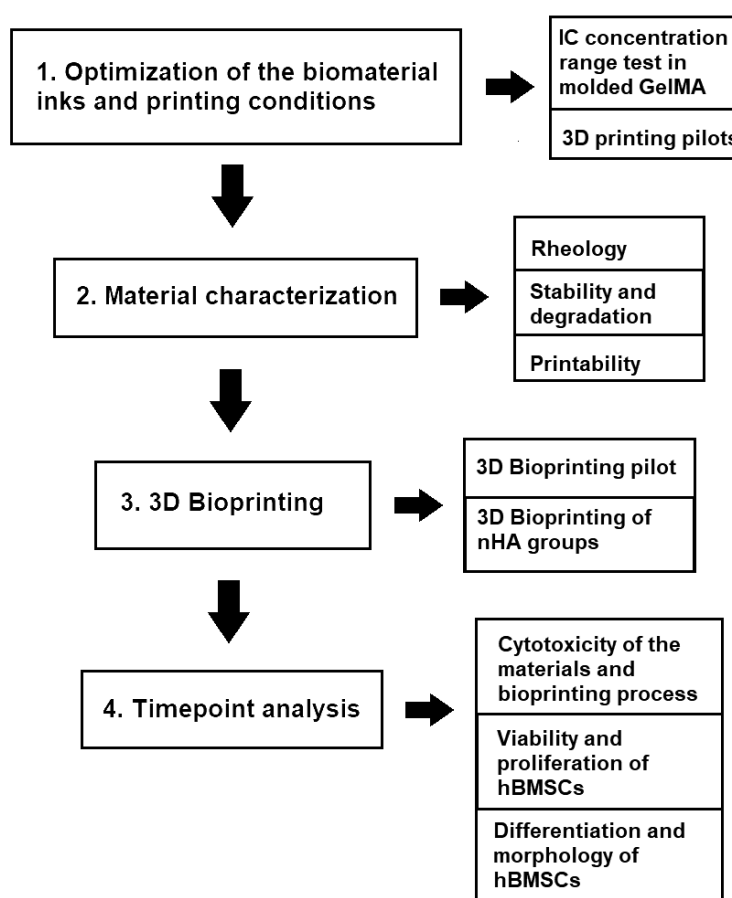 1. Optimization of the biomaterial
inks and printing conditions
IC concentration
range test in
molded GelMA
3D printing pilots
2. Material characterization
Rheology
Stability and
degradation
Printability
3. 3D Bioprinting
3D Bioprinting pilot
3D Bioprinting of
nHA groups
4. Timepoint analysis
Cytotoxicity of the
materials and
bioprinting process
Viability and
proliferation of
hBMSCs
Differentiation and
morphology of
hBMSCs